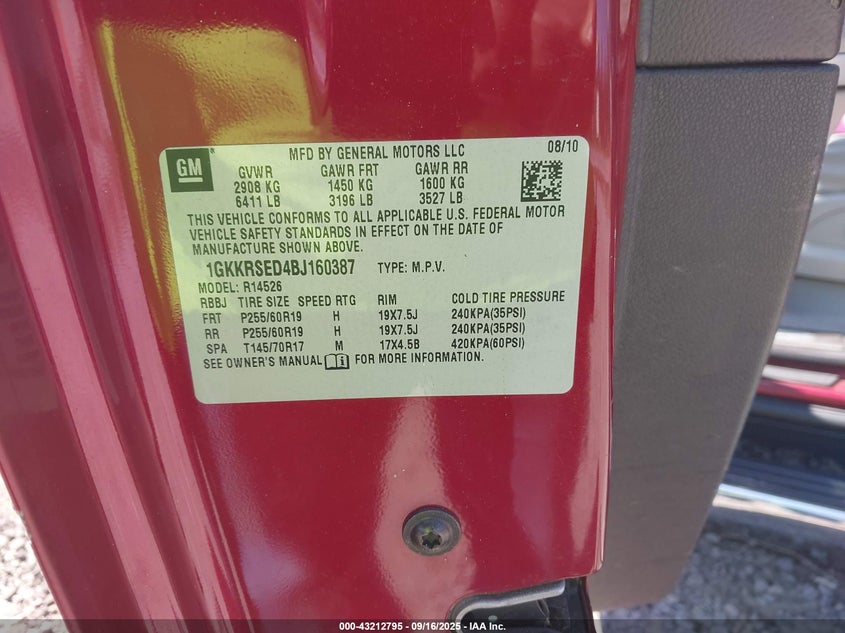 GM
MFD BY GENERAL MOTORS LLC 08/10
GVWR GAWR FRT GAWR RR
2908 KG 1450 KG 1600 KG
6411 LB 3196 LB 3527 LB
THIS VEHICLE CONFORMS TO ALL APPLICABLE U.S. FEDERAL MOTOR
VEHICLE SAFETY STANDARDS IN EFFECT ON THE DATE OF
MANUFACTURE SHOWN ABOVE.
1GKKRSED4BJ160387 TYPE: M.P.V.
MODEL: R14526
RBBJ TIRE SIZE SPEED RTG RIM COLD TIRE PRESSURE
FRT P255/60R19 H 19X7.5J 240KPA(35PSI)
RR P255/60R19 H 19X7.5J 240KPA(35PSI)
SPA T145/70R17 M 17X4.5B 420KPA(60PSI)
SEE OWNER'S MANUAL FOR MORE INFORMATION.
000-43212795 - 09/16/2025 - IAA Inc.